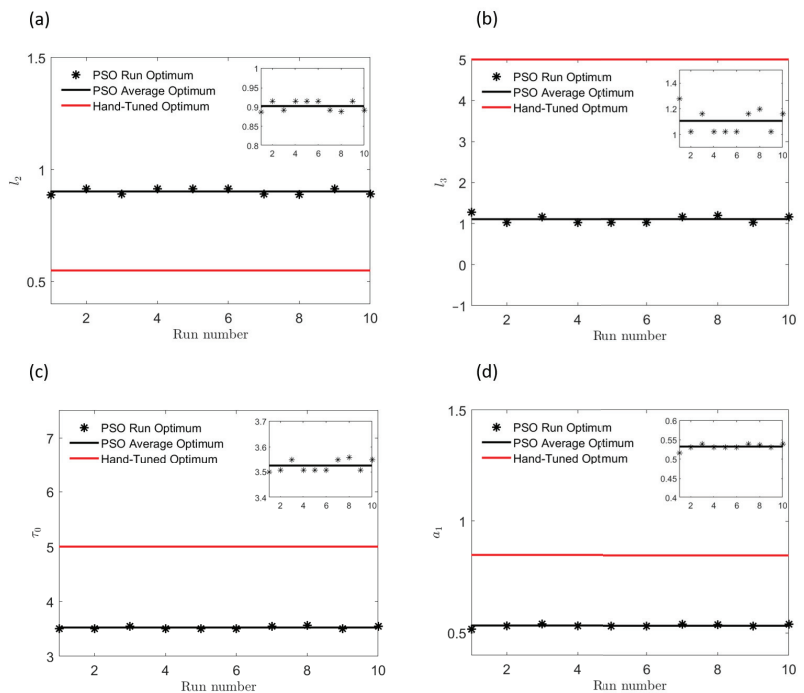 (a)
1.5
1
0.5
l₂
PSO Run Optimum
PSO Average Optimum
Hand-Tuned Optimum
1
0.95
0.9
0.85
0.8
2 4 6 8 10
2 4 6 8 10
Run number
(b)
5
4
3
2
1
0
−1
l₃
PSO Run Optimum
PSO Average Optimum
Hand-Tuned Optimum
1.4
1.2
1
2 4 6 8 10
2 4 6 8 10
Run number
(c)
7
6
5
4
3
τ₀
PSO Run Optimum
PSO Average Optimum
Hand-Tuned Optimum
3.7
3.6
3.5
3.4
2 4 6 8 10
2 4 6 8 10
Run number
(d)
1.5
1
0.5
a₁
PSO Run Optimum
PSO Average Optimum
Hand-Tuned Optimum
0.6
0.55
0.5
0.45
0.4
2 4 6 8 10
2 4 6 8 10
Run number